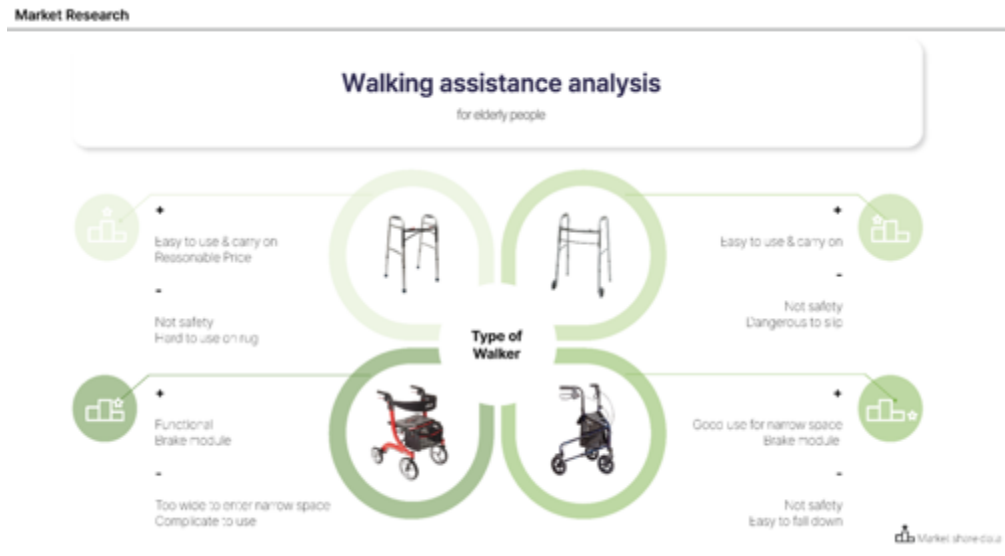 Market Research
Walking assistance analysis
for elderly people
+
Easy to use & carry on
Reasonable Price
-
Not safety
Hard to use on rug
+
Easy to use & carry on
-
Not safety
Dangerous to slip
Type of
Walker
+
Functional
Brake module
-
Too wide to enter narrow space
Complicate to use
+
Good use for narrow space
Brake module
-
Not safety
Easy to fall down
Market share